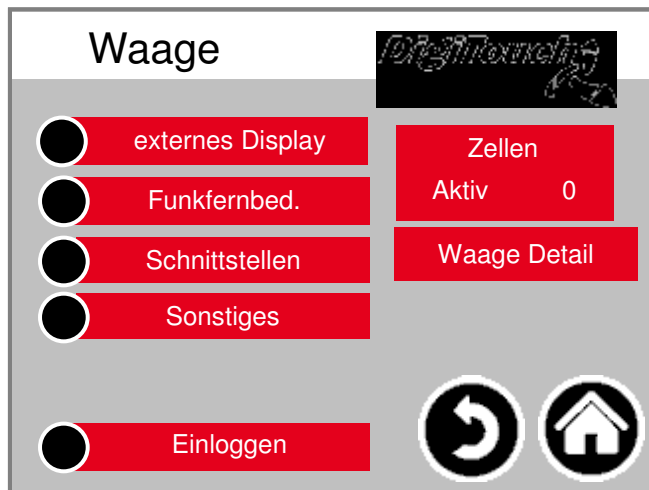 Waage
DigiTouch
externes Display
Funkfernbed.
Schnittstellen
Sonstiges
Einloggen
Zellen
Aktiv 0
Waage Detail